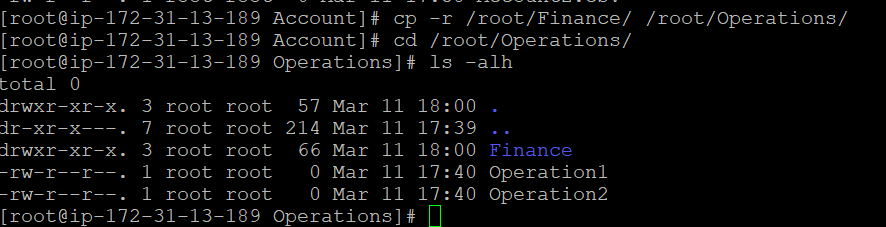 [root@ip-172-31-13-189 Account]# cp -r /root/Finance/ /root/Operations/
[root@ip-172-31-13-189 Account]# cd /root/Operations/
[root@ip-172-31-13-189 Operations]# ls -alh
total 0
drwxr-xr-x. 3 root root  57 Mar 11 18:00 .
dr-xr-x---. 7 root root 214 Mar 11 17:39 ..
drwxr-xr-x. 3 root root  66 Mar 11 18:00 Finance
-rw-r--r--. 1 root root   0 Mar 11 17:40 Operation1
-rw-r--r--. 1 root root   0 Mar 11 17:40 Operation2
[root@ip-172-31-13-189 Operations]#